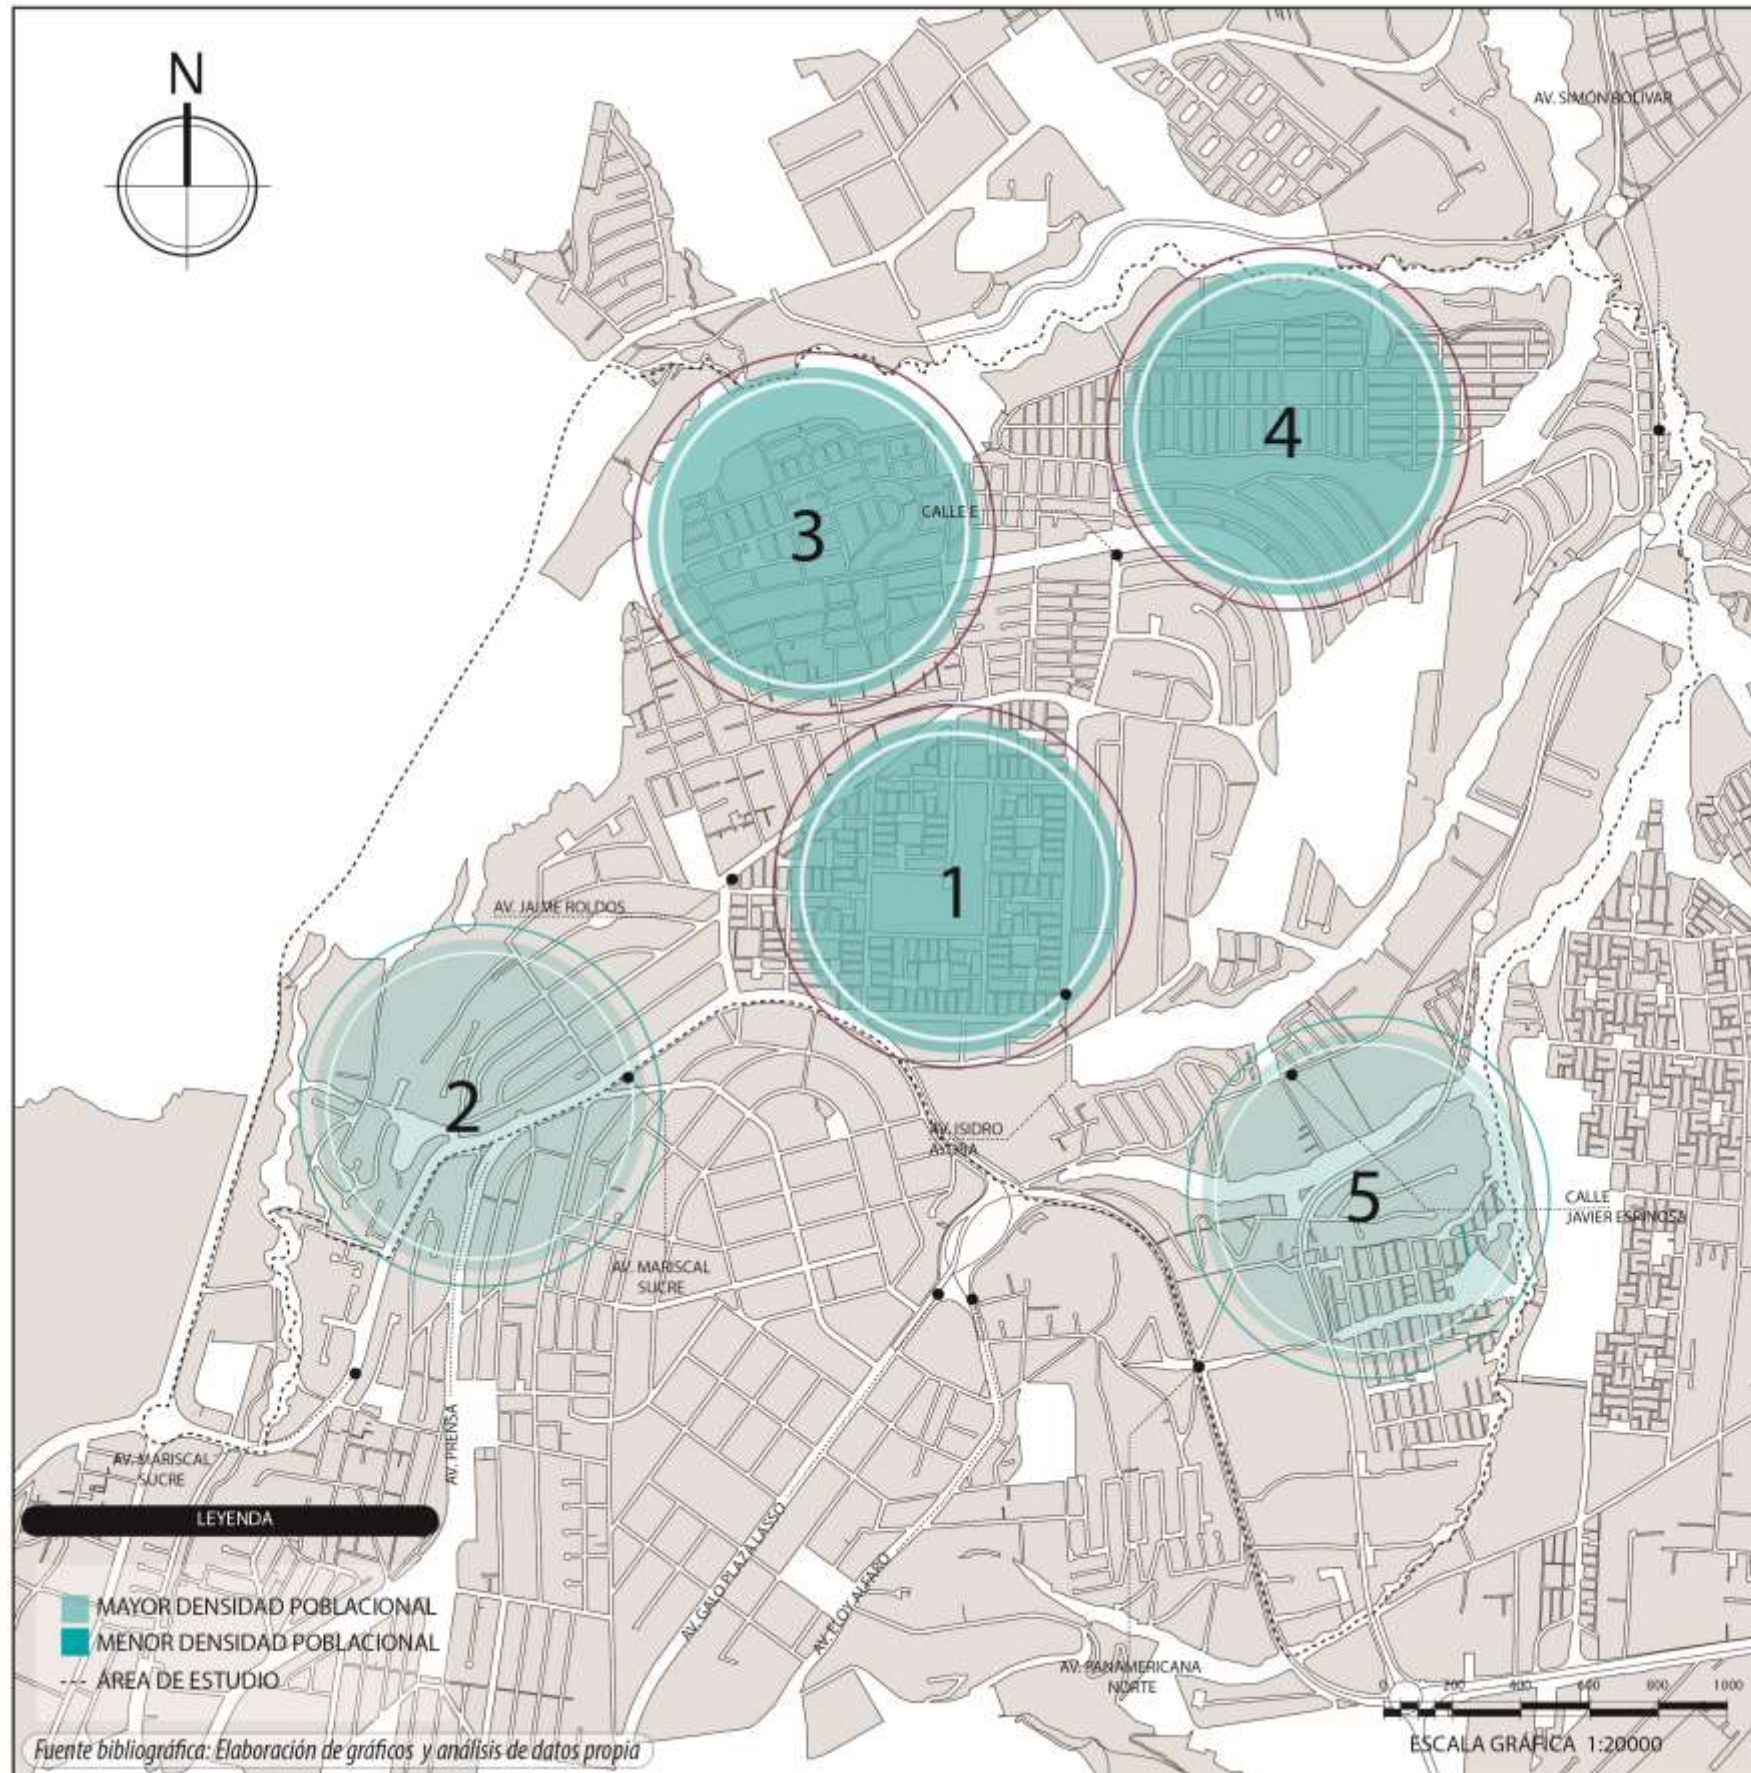 N
AV. SIMÓN BOLIVAR
4
3
CALLE E
1
AV. JAIME ROLDOS
2
AV. ISIDRO
AYORA
5
CALLE
JAVIER ESPINOSA
AV. MARISCAL
SUCRE
AV. PRENSA
AV. MARISCAL
SUCRE
AV. GALO PLAZA LASSO
AV. ELOY ALFARO
AV. PANAMERICANA
NORTE
LEYENDA
MAYOR DENSIDAD POBLACIONAL
MENOR DENSIDAD POBLACIONAL
--- ÁREA DE ESTUDIO
0 200 400 600 800 1000
ESCALA GRÁFICA 1:20000
Fuente bibliográfica: Elaboración de gráficos y análisis de datos propia